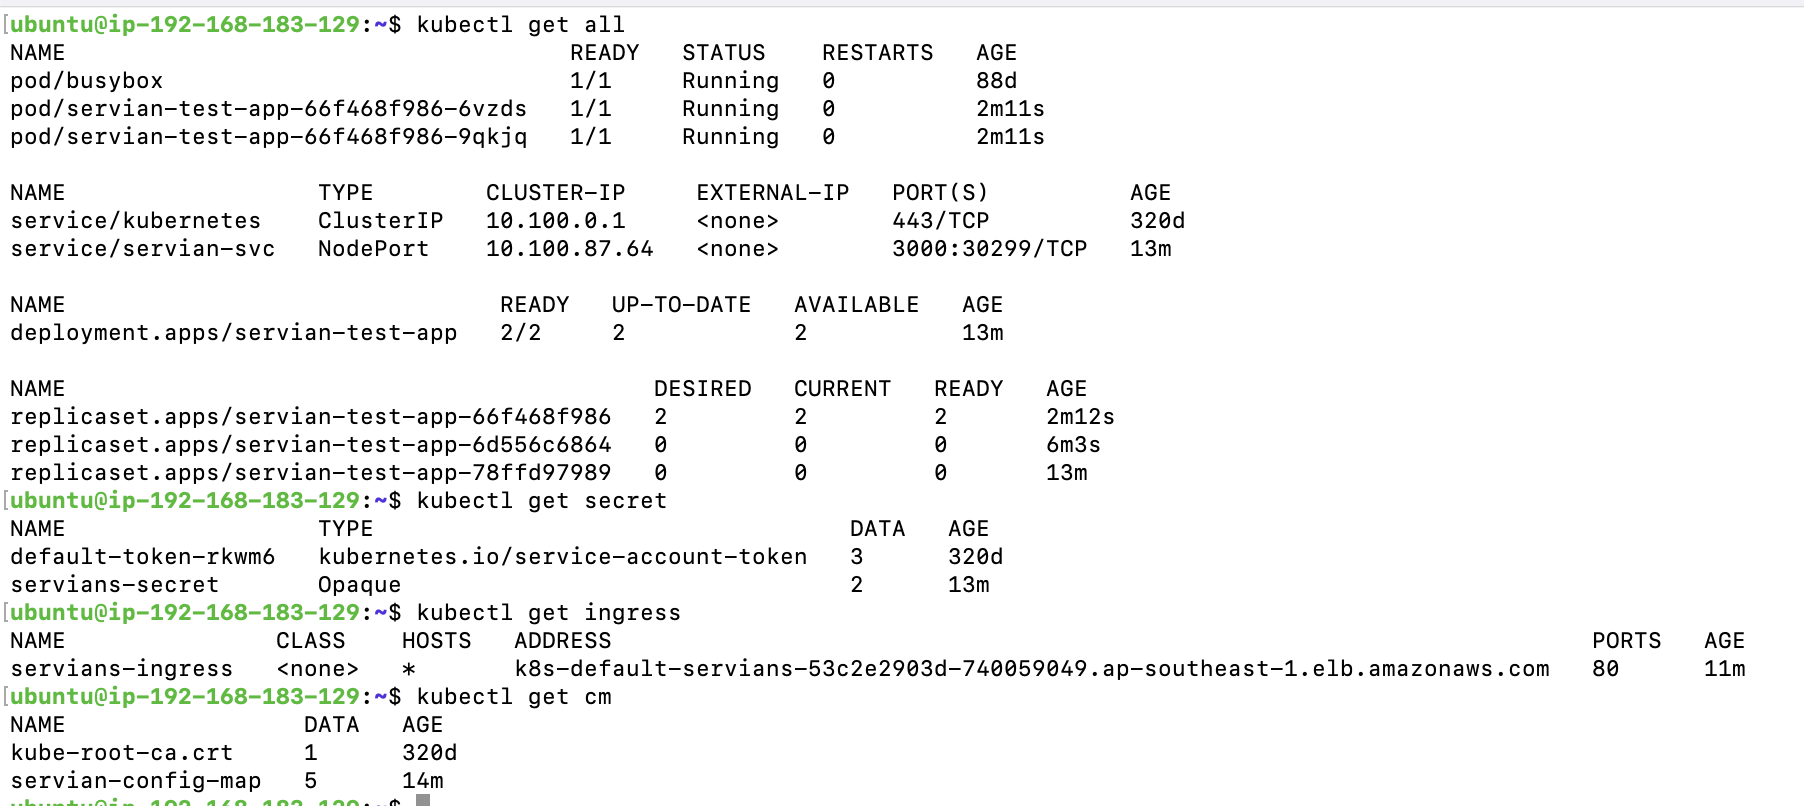 [ubuntu@ip-192-168-183-129:~$ kubectl get all
NAME READY STATUS RESTARTS AGE
pod/busybox 1/1 Running 0 88d
pod/servian-test-app-66f468f986-6vzds 1/1 Running 0 2m11s
pod/servian-test-app-66f468f986-9qkjq 1/1 Running 0 2m11s
NAME TYPE CLUSTER-IP EXTERNAL-IP PORT(S) AGE
service/kubernetes ClusterIP 10.100.0.1 <none> 443/TCP 320d
service/servian-svc NodePort 10.100.87.64 <none> 3000:30299/TCP 13m
NAME READY UP-TO-DATE AVAILABLE AGE
deployment.apps/servian-test-app 2/2 2 2 13m
NAME DESIRED CURRENT READY AGE
replicaset.apps/servian-test-app-66f468f986 2 2 2 2m12s
replicaset.apps/servian-test-app-6d556c6864 0 0 0 6m3s
replicaset.apps/servian-test-app-78ffd97989 0 0 0 13m
[ubuntu@ip-192-168-183-129:~$ kubectl get secret
NAME TYPE DATA AGE
default-token-rkwm6 kubernetes.io/service-account-token 3 320d
servians-secret Opaque 2 13m
[ubuntu@ip-192-168-183-129:~$ kubectl get ingress
NAME CLASS HOSTS ADDRESS PORTS AGE
servians-ingress <none> * k8s-default-servians-53c2e2903d-740059049.ap-southeast-1.elb.amazonaws.com 80 11m
[ubuntu@ip-192-168-183-129:~$ kubectl get cm
NAME DATA AGE
kube-root-ca.crt 1 320d
servian-config-map 5 14m
ubuntu@ip-192-168-183-129:~$